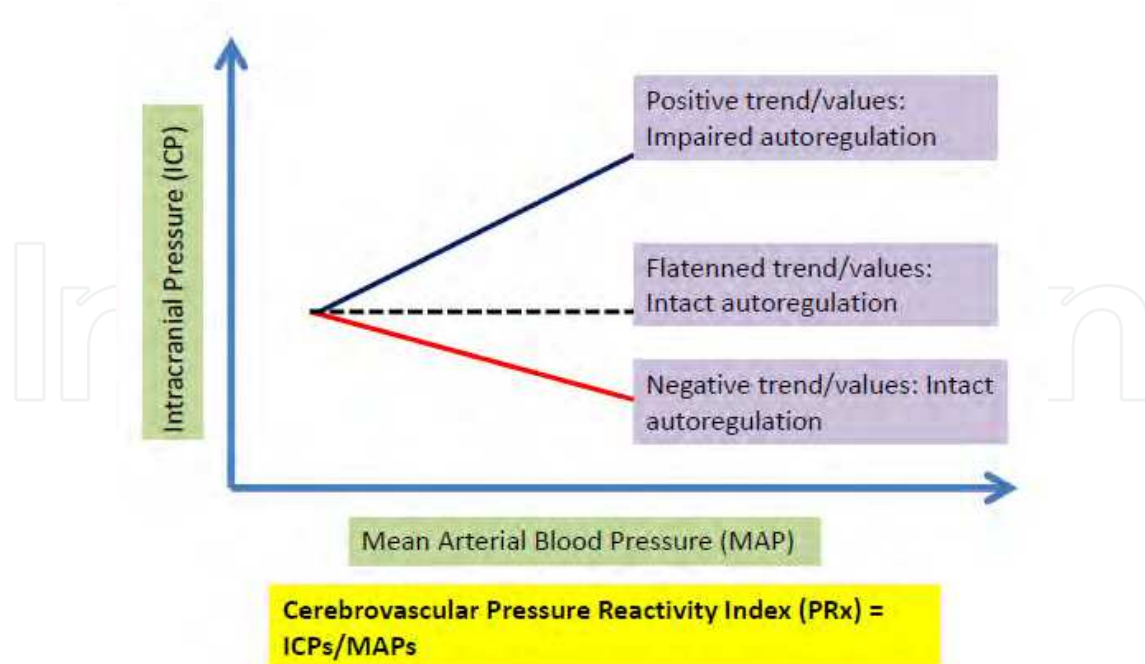 Intracranial Pressure (ICP)
Positive trend/values:
Impaired autoregulation
Flatenned trend/values:
Intact autoregulation
Negative trend/values: Intact
autoregulation
Mean Arterial Blood Pressure (MAP)
Cerebrovascular Pressure Reactivity Index (PRx) =
ICPs/MAPs